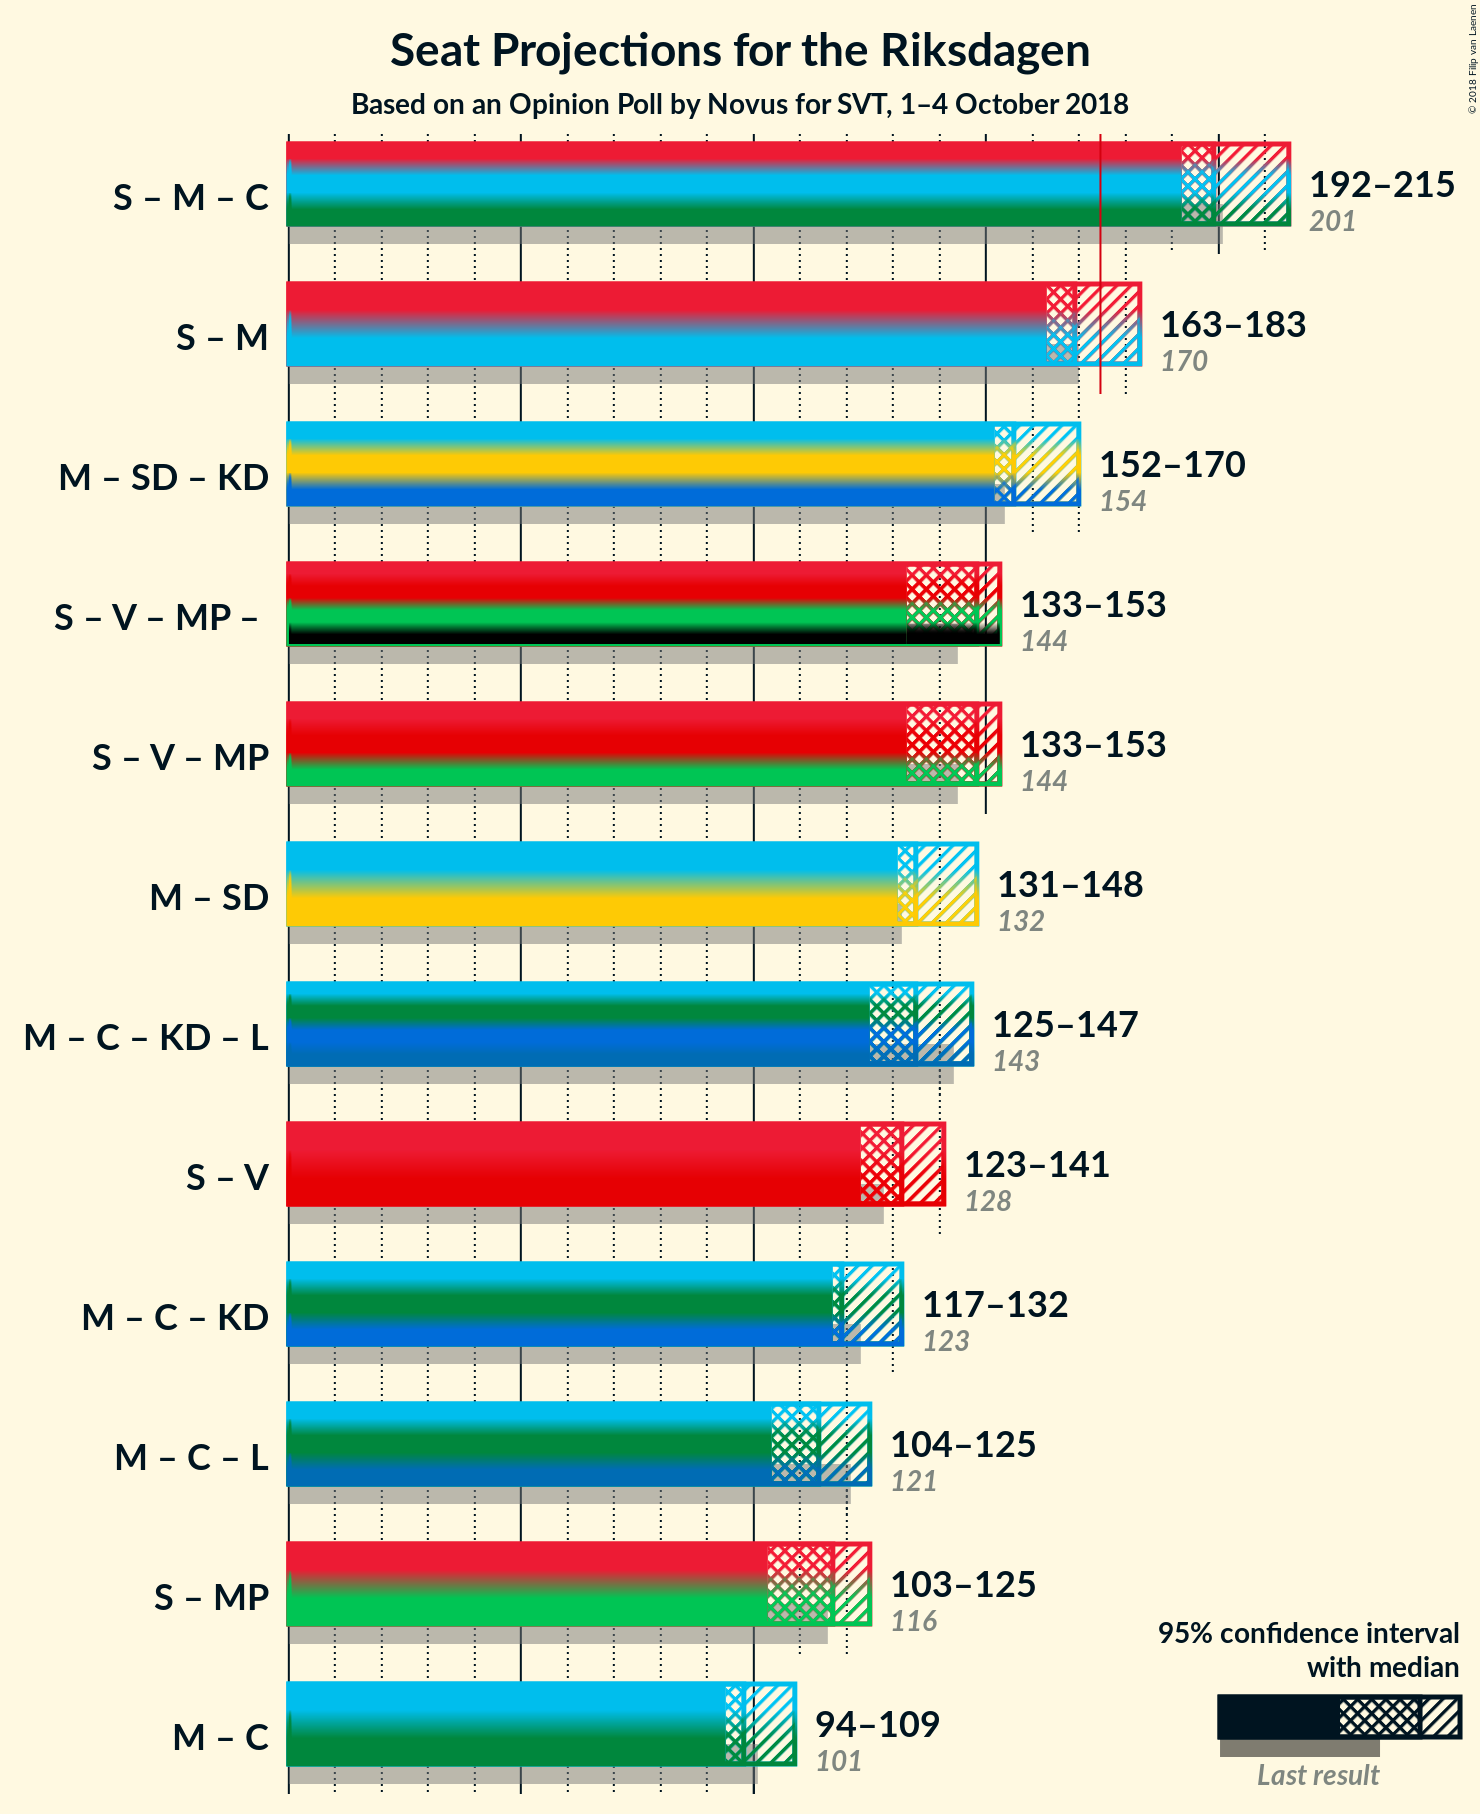 Seat Projections for the Riksdagen
Based on an Opinion Poll by Novus for SVT, 1–4 October 2018
© 2018 Filip van Laenen
S – M – C
192–215
201
S – M
163–183
170
M – SD – KD
152–170
154
S – V – MP –
133–153
144
S – V – MP
133–153
144
M – SD
131–148
132
M – C – KD – L
125–147
143
S – V
123–141
128
M – C – KD
117–132
123
M – C – L
104–125
121
S – MP
103–125
116
M – C
94–109
101
95% confidence interval
with median
Last result